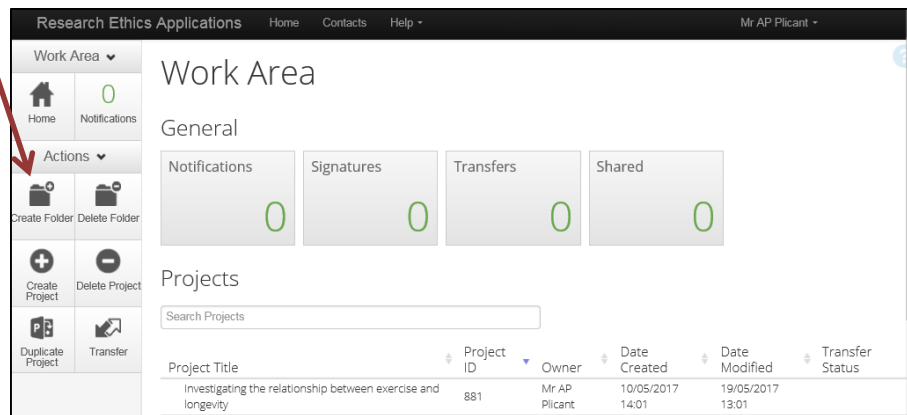 Research Ethics Applications Home Contacts Help Mr AP Plicant
Work Area
Home
0
Notifications
Actions
Create Folder
Delete Folder
Create
Project
Delete Project
Duplicate
Project
Transfer
Work Area
General
Notifications
0
Signatures
0
Transfers
0
Shared
0
Projects
Search Projects
Project Title
Project
ID
Owner
Date
Created
Date
Modified
Transfer
Status
Investigating the relationship between exercise and
longevity
881
Mr AP
Plicant
10/05/2017
14:01
19/05/2017
13:01